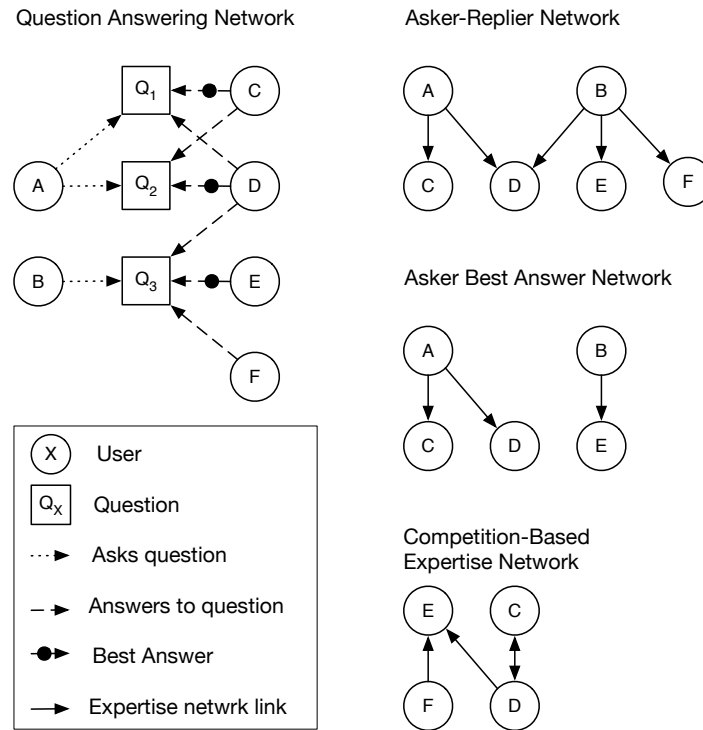 Question Answering Network
Q1
C
A
Q2
D
B
Q3
E
F
X User
QX Question
Asks question
Answers to question
Best Answer
Expertise netwrk link
Asker-Replier Network
A B
C D E F
Asker Best Answer Network
A B
C D E
Competition-Based
Expertise Network
E C
F D